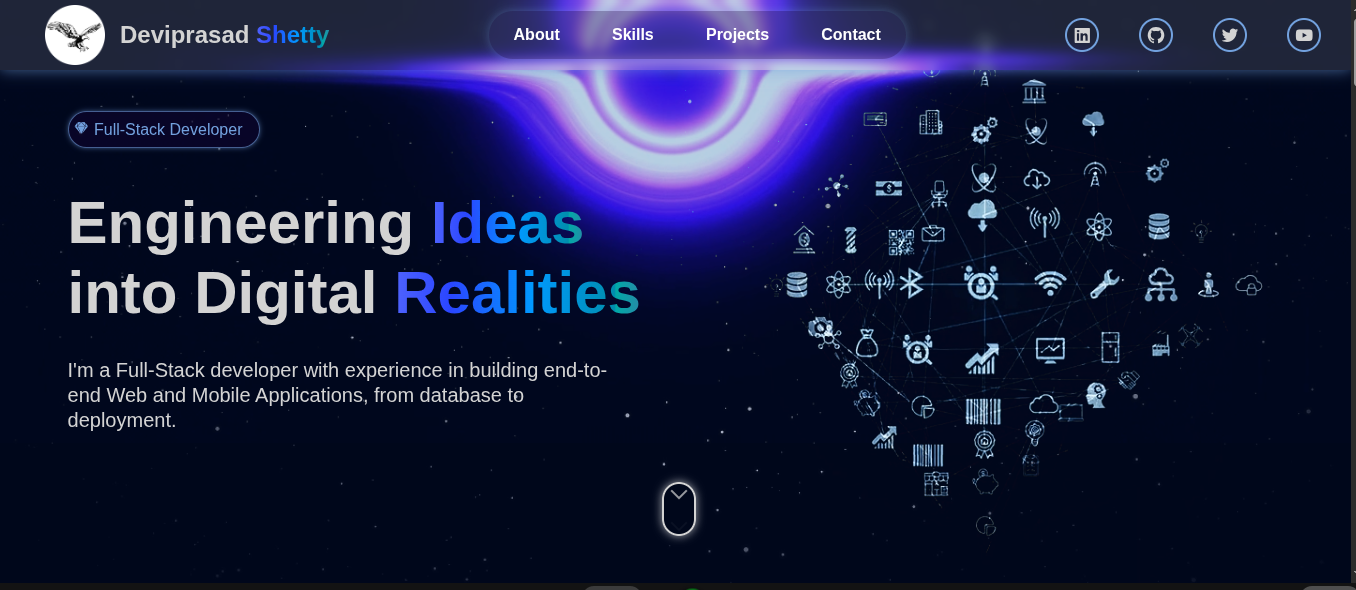 Deviprasad Shetty
About Skills Projects Contact
Full-Stack Developer
Engineering Ideas
into Digital Realities
I'm a Full-Stack developer with experience in building end-to-
end Web and Mobile Applications, from database to
deployment.